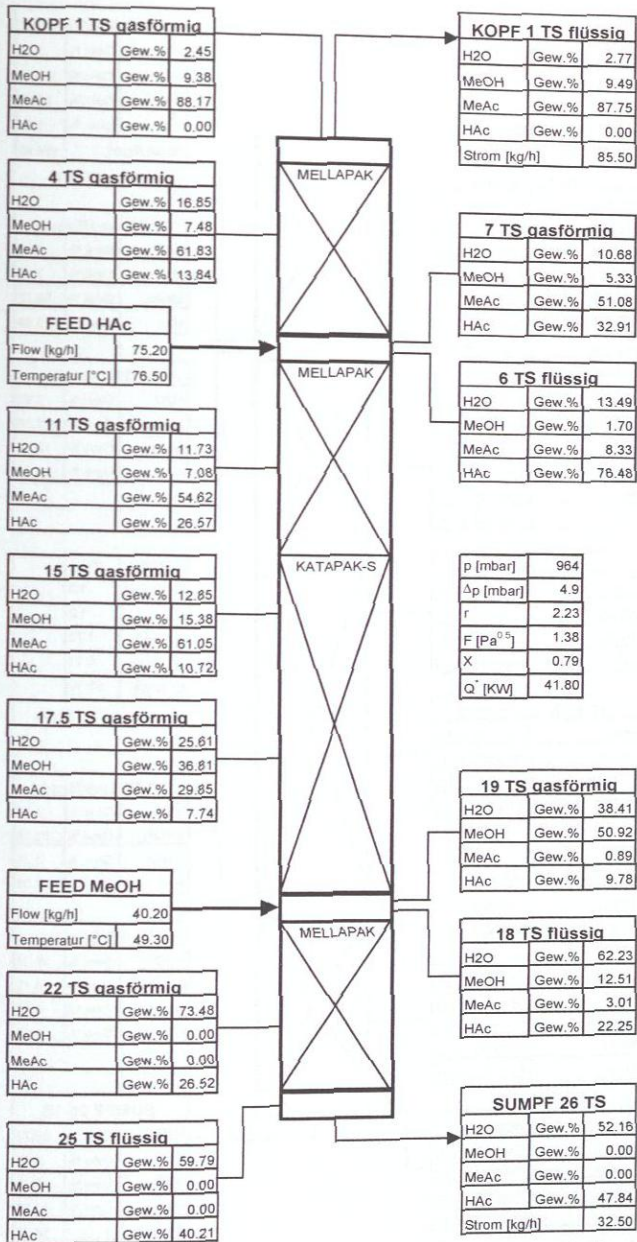 KOPF 1 TS gasförmig
H2O Gew.% 2.45
MeOH Gew.% 9.38
MeAc Gew.% 88.17
HAc Gew.% 0.00
4 TS gasförmig
H2O Gew.% 16.85
MeOH Gew.% 7.48
MeAc Gew.% 61.83
HAc Gew.% 13.84
FEED HAc
Flow [kg/h] 75.20
Temperatur [°C] 76.50
11 TS gasförmig
H2O Gew.% 11.73
MeOH Gew.% 7.08
MeAc Gew.% 54.62
HAc Gew.% 26.57
15 TS gasförmig
H2O Gew.% 12.85
MeOH Gew.% 15.38
MeAc Gew.% 61.05
HAc Gew.% 10.72
17.5 TS gasförmig
H2O Gew.% 25.61
MeOH Gew.% 36.81
MeAc Gew.% 29.85
HAc Gew.% 7.74
FEED MeOH
Flow [kg/h] 40.20
Temperatur [°C] 49.30
22 TS gasförmig
H2O Gew.% 73.48
MeOH Gew.% 0.00
MeAc Gew.% 0.00
HAc Gew.% 26.52
25 TS flüssig
H2O Gew.% 59.79
MeOH Gew.% 0.00
MeAc Gew.% 0.00
HAc Gew.% 40.21
MELLAPAK
MELLAPAK
KATAPAK-S
MELLAPAK
KOPF 1 TS flüssig
H2O Gew.% 2.77
MeOH Gew.% 9.49
MeAc Gew.% 87.75
HAc Gew.% 0.00
Strom [kg/h] 85.50
7 TS gasförmig
H2O Gew.% 10.68
MeOH Gew.% 5.33
MeAc Gew.% 51.08
HAc Gew.% 32.91
6 TS flüssig
H2O Gew.% 13.49
MeOH Gew.% 1.70
MeAc Gew.% 8.33
HAc Gew.% 76.48
p [mbar] 964
Δp [mbar] 4.9
r 2.23
F [Pa^0.5] 1.38
X 0.79
Q˙ [KW] 41.80
19 TS gasförmig
H2O Gew.% 38.41
MeOH Gew.% 50.92
MeAc Gew.% 0.89
HAc Gew.% 9.78
18 TS flüssig
H2O Gew.% 62.23
MeOH Gew.% 12.51
MeAc Gew.% 3.01
HAc Gew.% 22.25
SUMPF 26 TS
H2O Gew.% 52.16
MeOH Gew.% 0.00
MeAc Gew.% 0.00
HAc Gew.% 47.84
Strom [kg/h] 32.50